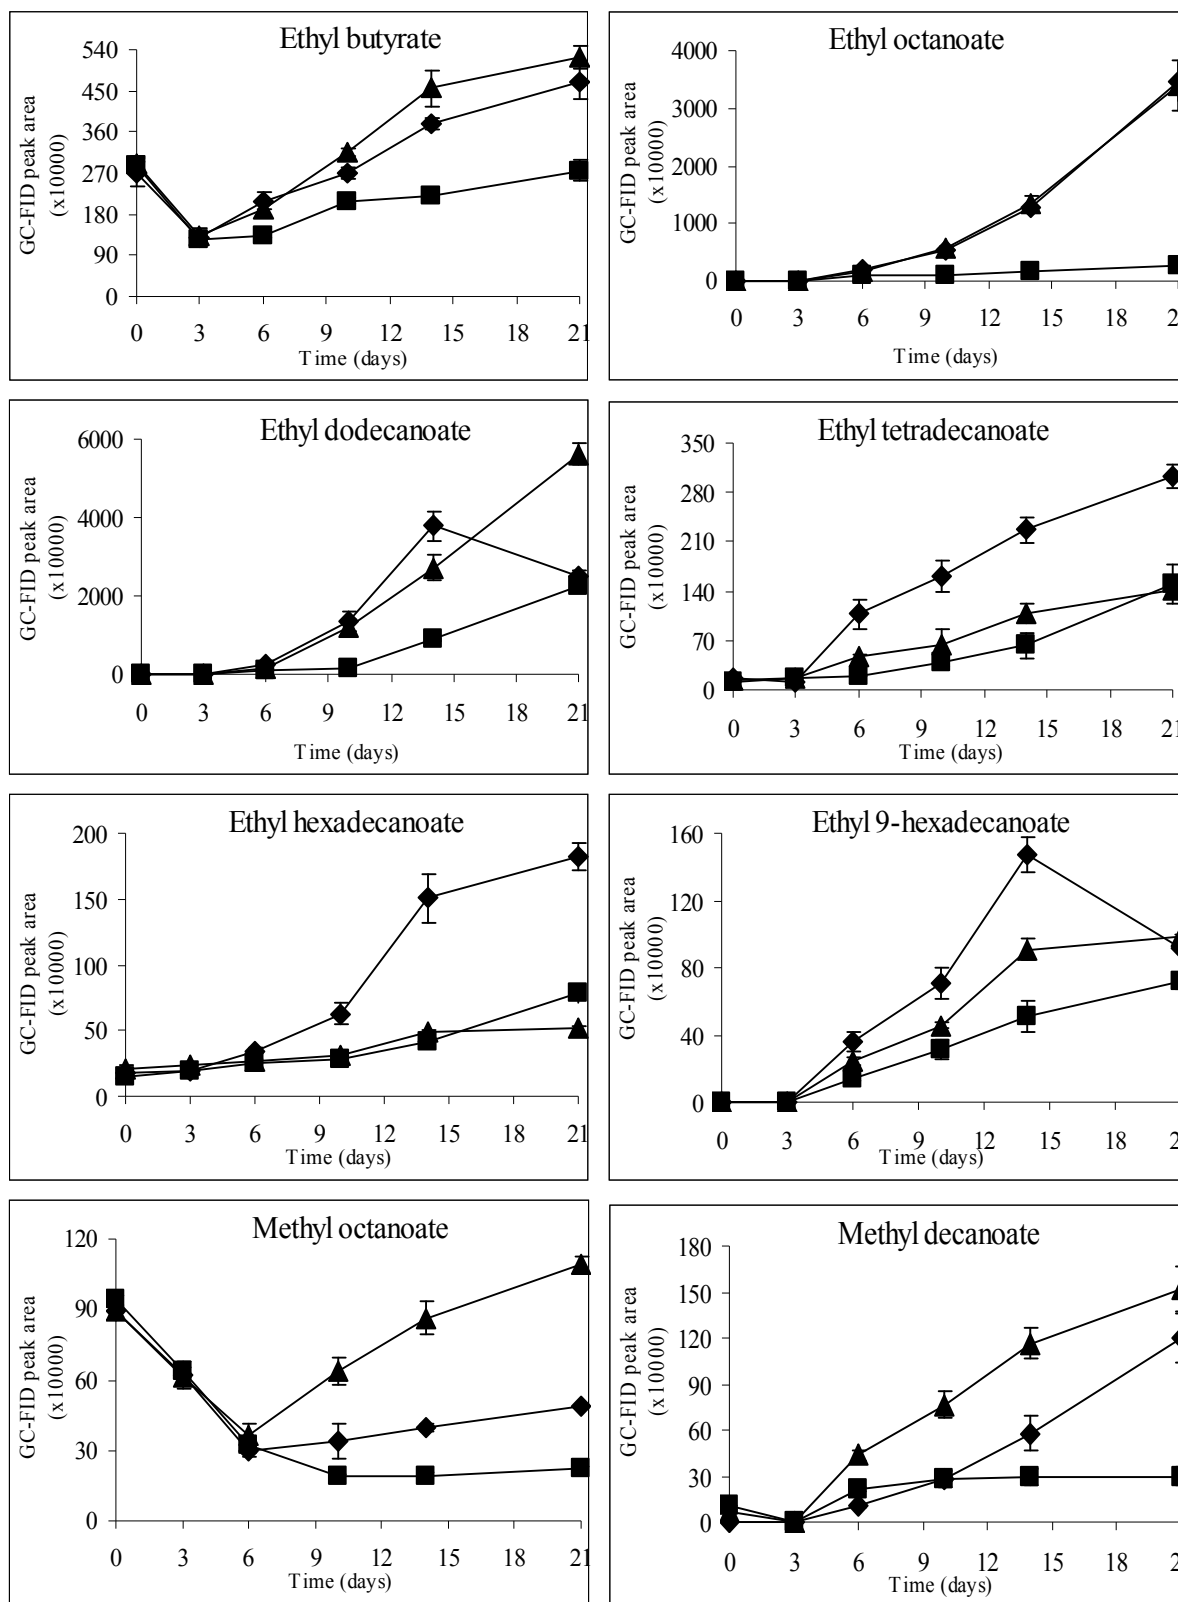 Ethyl butyrate
GC-FID peak area
(x10000)
540
450
360
270
180
90
0
0 3 6 9 12 15 18 21
Time (days)
Ethyl octanoate
GC-FID peak area
(x10000)
4000
3000
2000
1000
0
0 3 6 9 12 15 18 2
Time (days)
Ethyl dodecanoate
GC-FID peak area
(x10000)
6000
4000
2000
0
0 3 6 9 12 15 18 21
Time (days)
Ethyl tetradecanoate
GC-FID peak area
(x10000)
350
280
210
140
70
0
0 3 6 9 12 15 18 21
Time (days)
Ethyl hexadecanoate
GC-FID peak area
(x10000)
200
150
100
50
0
0 3 6 9 12 15 18 21
Time (days)
Ethyl 9-hexadecanoate
GC-FID peak area
(x10000)
160
120
80
40
0
0 3 6 9 12 15 18 2
Time (days)
Methyl octanoate
GC-FID peak area
(x10000)
120
90
60
30
0
0 3 6 9 12 15 18 21
Time (days)
Methyl decanoate
GC-FID peak area
(x10000)
180
150
120
90
60
30
0
0 3 6 9 12 15 18 2
Time (days)